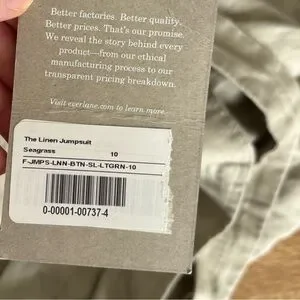 Better factories. Better quality.
Better prices. That's our promise.
We reveal the story behind every
product—from our ethical
manufacturing process to our
transparent pricing breakdown.
Visit everlane.com to learn more.
The Linen Jumpsuit
Seagrass 10
F-JMPS-LNN-BTN-SL-LTGRN-10
0-00001-00737-4